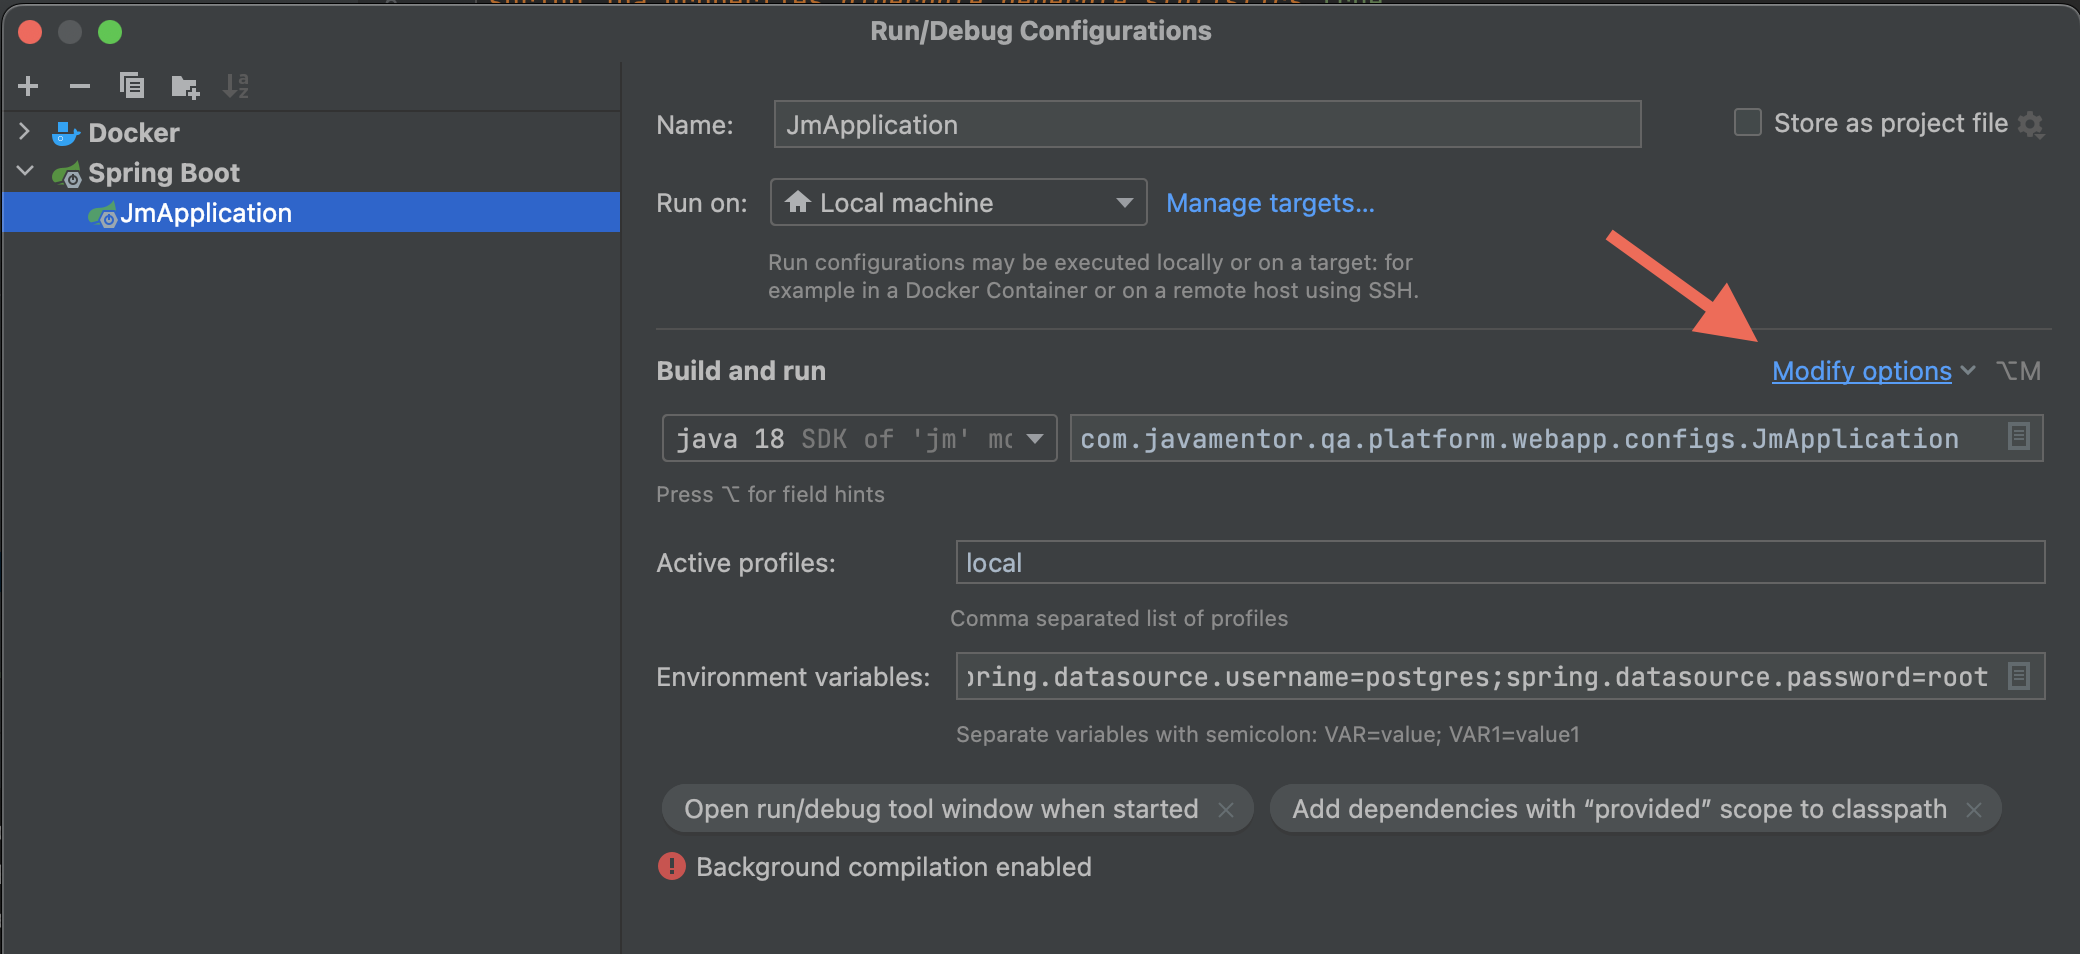 Run/Debug Configurations
Docker
Spring Boot
JmApplication
Name: JmApplication
Store as project file
Run on: Local machine Manage targets...
Run configurations may be executed locally or on a target: for
example in a Docker Container or on a remote host using SSH.
Build and run
Modify options ⌥M
java 18 SDK of 'jm' com.javamentor.qa.platform.webapp.configs.JmApplication
Press ⌥ for field hints
Active profiles: local
Comma separated list of profiles
Environment variables: pring.datasource.username=postgres;spring.datasource.password=root
Separate variables with semicolon: VAR=value; VAR1=value1
Open run/debug tool window when started × Add dependencies with “provided” scope to classpath ×
Background compilation enabled